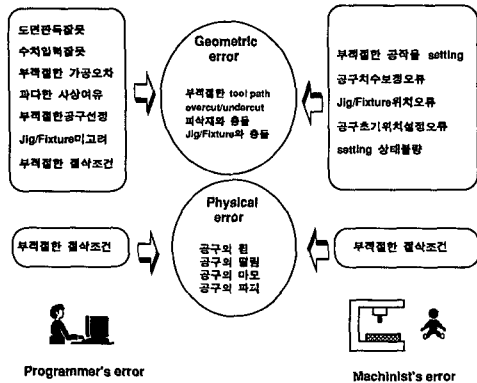 도면판독잘못
수치입력잘못
부적절한 가공오차
과다한 사상여유
부적절한공구선정
Jig/Fixture미고려
부적절한 절삭조건
Geometric
error
부적절한 tool path
overcut/undercut
피삭재와 충돌
Jig/Fixture와 충돌
부적절한 공작물 setting
공구치수보정오류
Jig/Fixture위치오류
공구초기위치설정오류
setting 상태불량
부적절한 절삭조건
Physical
error
공구의 휨
공구의 떨림
공구의 마모
공구의 파괴
부적절한 절삭조건
Programmer's error
Machinist's error